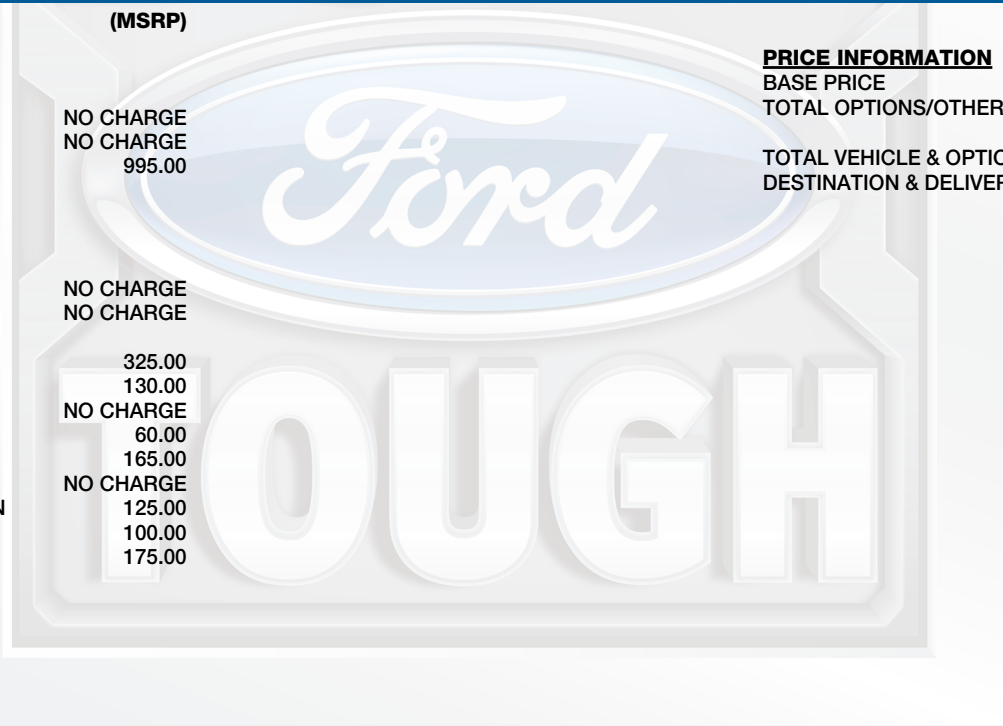 (MSRP)
NO CHARGE
NO CHARGE
995.00
NO CHARGE
NO CHARGE
325.00
130.00
NO CHARGE
60.00
165.00
NO CHARGE
125.00
100.00
175.00
PRICE INFORMATION
BASE PRICE
TOTAL OPTIONS/OTHER
TOTAL VEHICLE &
DESTINATION &
Ford
TOUGH